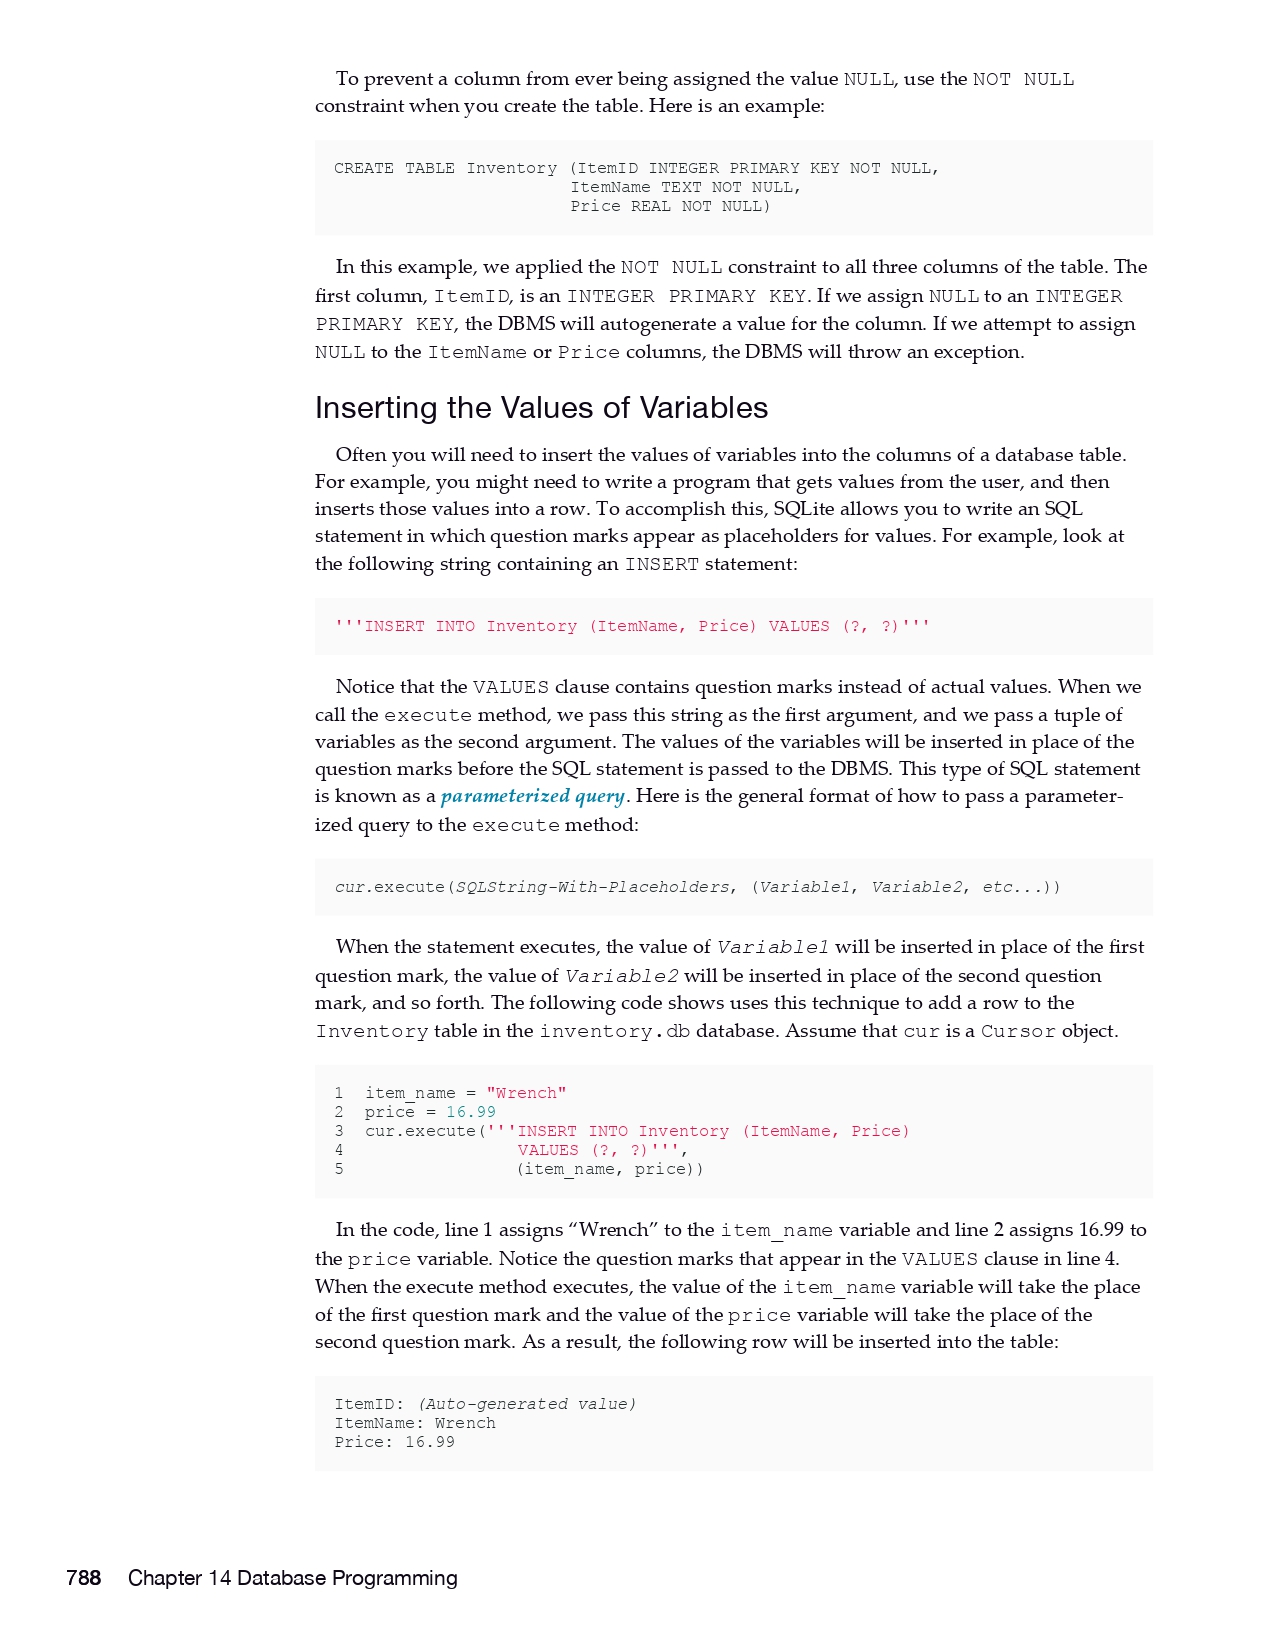 To prevent a column from ever being assigned the value NULL, use the NOT NULL
constraint when you create the table. Here is an example:
CREATE TABLE Inventory (ItemID INTEGER PRIMARY KEY NOT NULL,
ItemName TEXT NOT NULL,
Price REAL NOT NULL)
In this example, we applied the NOT NULL constraint to all three columns of the table. The
first column, ItemID, is an INTEGER PRIMARY KEY. If we assign NULL to an INTEGER
PRIMARY KEY, the DBMS will autogenerate a value for the column. If we attempt to assign
NULL to the ItemName or Price columns, the DBMS will throw an exception.
Inserting the Values of Variables
Often you will need to insert the values of variables into the columns of a database table.
For example, you might need to write a program that gets values from the user, and then
inserts those values into a row. To accomplish this, SQLite allows you to write an SQL
statement in which question marks appear as placeholders for values. For example, look at
the following string containing an INSERT statement:
'''INSERT INTO Inventory (ItemName, Price) VALUES (?, ?)'''
Notice that the VALUES clause contains question marks instead of actual values. When we
call the execute method, we pass this string as the first argument, and we pass a tuple of
variables as the second argument. The values of the variables will be inserted in place of the
question marks before the SQL statement is passed to the DBMS. This type of SQL statement
is known as a parameterized query. Here is the general format of how to pass a parameter-
ized query to the execute method:
cur.execute(SQLString-With-Placeholders, (Variable1, Variable2, etc...))
When the statement executes, the value of Variable1 will be inserted in place of the first
question mark, the value of Variable2 will be inserted in place of the second question
mark, and so forth. The following code shows uses this technique to add a row to the
Inventory table in the inventory.db database. Assume that cur is a Cursor object.
1 item_name = "Wrench"
2 price = 16.99
3 cur.execute('''INSERT INTO Inventory (ItemName, Price)
4 VALUES (?, ?)''',
5 (item_name, price))
In the code, line 1 assigns “Wrench” to the item_name variable and line 2 assigns 16.99 to
the price variable. Notice the question marks that appear in the VALUES clause in line 4.
When the execute method executes, the value of the item_name variable will take the place
of the first question mark and the value of the price variable will take the place of the
second question mark. As a result, the following row will be inserted into the table:
ItemID: (Auto-generated value)
ItemName: Wrench
Price: 16.99
788 Chapter 14 Database Programming